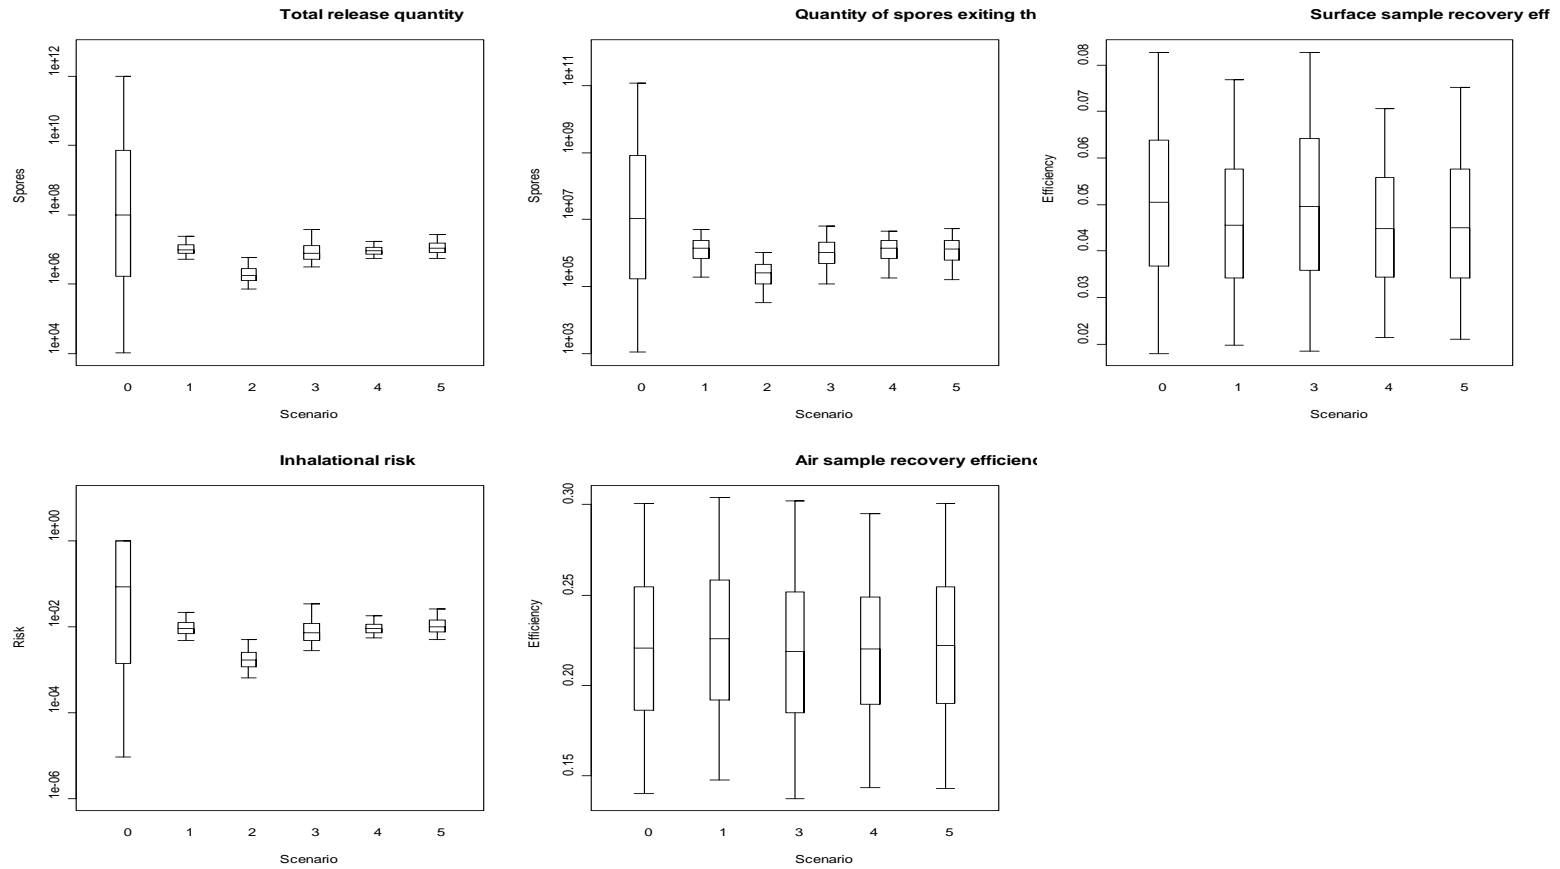 Total release quantity
Spores
1e+12
1e+10
1e+08
1e+06
1e+04
0 1 2 3 4 5
Scenario
Quantity of spores exiting th
Spores
1e+11
1e+09
1e+07
1e+05
1e+03
0 1 2 3 4 5
Scenario
Surface sample recovery eff
Efficiency
0.08
0.07
0.06
0.05
0.04
0.03
0.02
0 1 3 4 5
Scenario
Inhalational risk
Risk
1e+00
1e-02
1e-04
1e-06
0 1 2 3 4 5
Scenario
Air sample recovery efficienc
Efficiency
0.30
0.25
0.20
0.15
0 1 3 4 5
Scenario